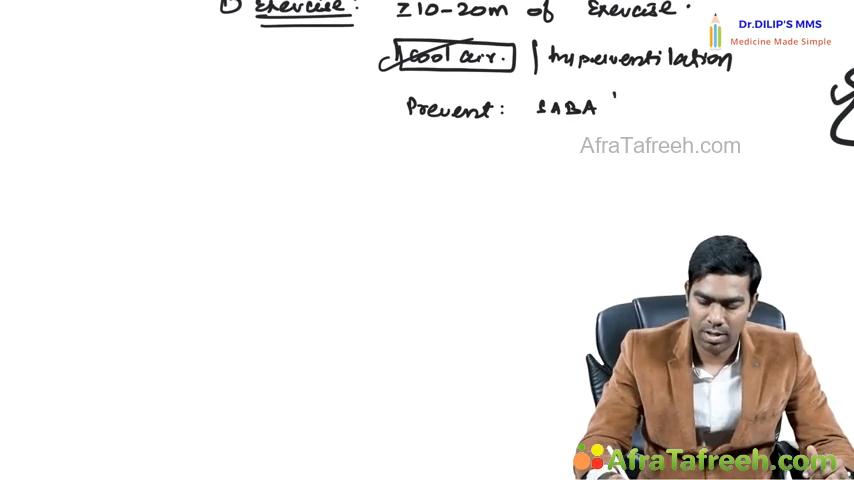 1) Exercise: ≥10-20m of Exercise.
Dr.DILIP'S MMS
Medicine Made Simple
cool air. | hyperventilation
Prevent: SABA
AfraTafreeh.com
AfraTafreeh.com